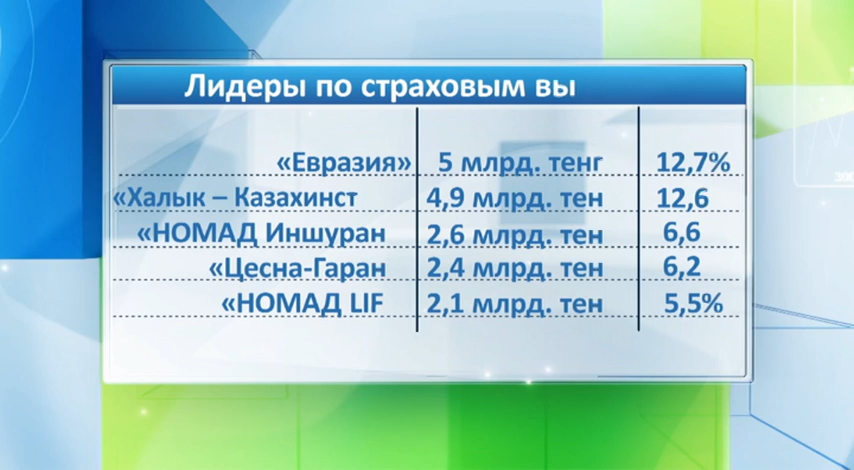 Лидеры по страховым вы
«Евразия» 5 млрд. тенг 12,7%
«Халык – Казахинст 4,9 млрд. тен 12,6
«НОМАД Иншуран 2,6 млрд. тен 6,6
«Цесна-Гаран 2,4 млрд. тен 6,2
«НОМАД LIF 2,1 млрд. тен 5,5%